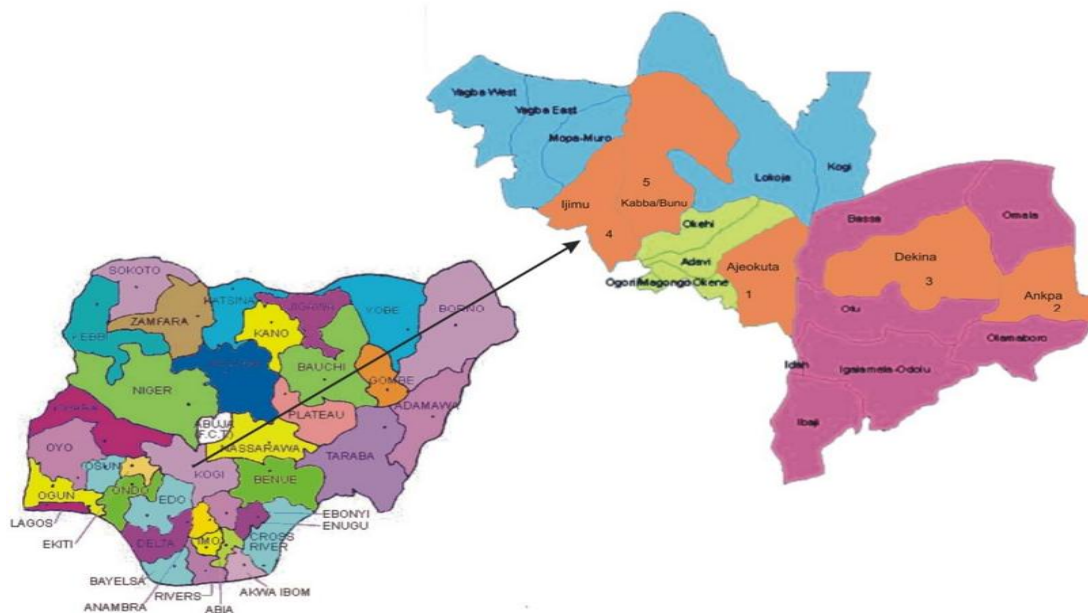 Yagba West
Yagba East
Mopa-Muro
Lokoja
Kogi
5
Ijimu
Kabba/Bunu
4
Okehi
Adavi
Ogori/Magongo Okene
Ajeokuta
1
Bassa
Omala
Dekina
3
Ankpa
2
Ofu
Olamaboro
Idah
Igalamela-Odolu
Ibaji
SOKOTO
KATSINA
JIGAWA
YOBE
BORNO
ZAMFARA
KEBBI
KANO
BAUCHI
GOMBE
NIGER
ADAMAWA
KWARA
ABUJA
(F.C.T)
PLATEAU
NASSARAWA
TARABA
OYO
KOGI
BENUE
OSUN
OGUN
ONDO
EDO
LAGOS
EKITI
EBONYI
ENUGU
DELTA
IMO
CROSS
RIVER
BAYELSA
RIVERS
AKWA IBOM
ANAMBRA
ABIA